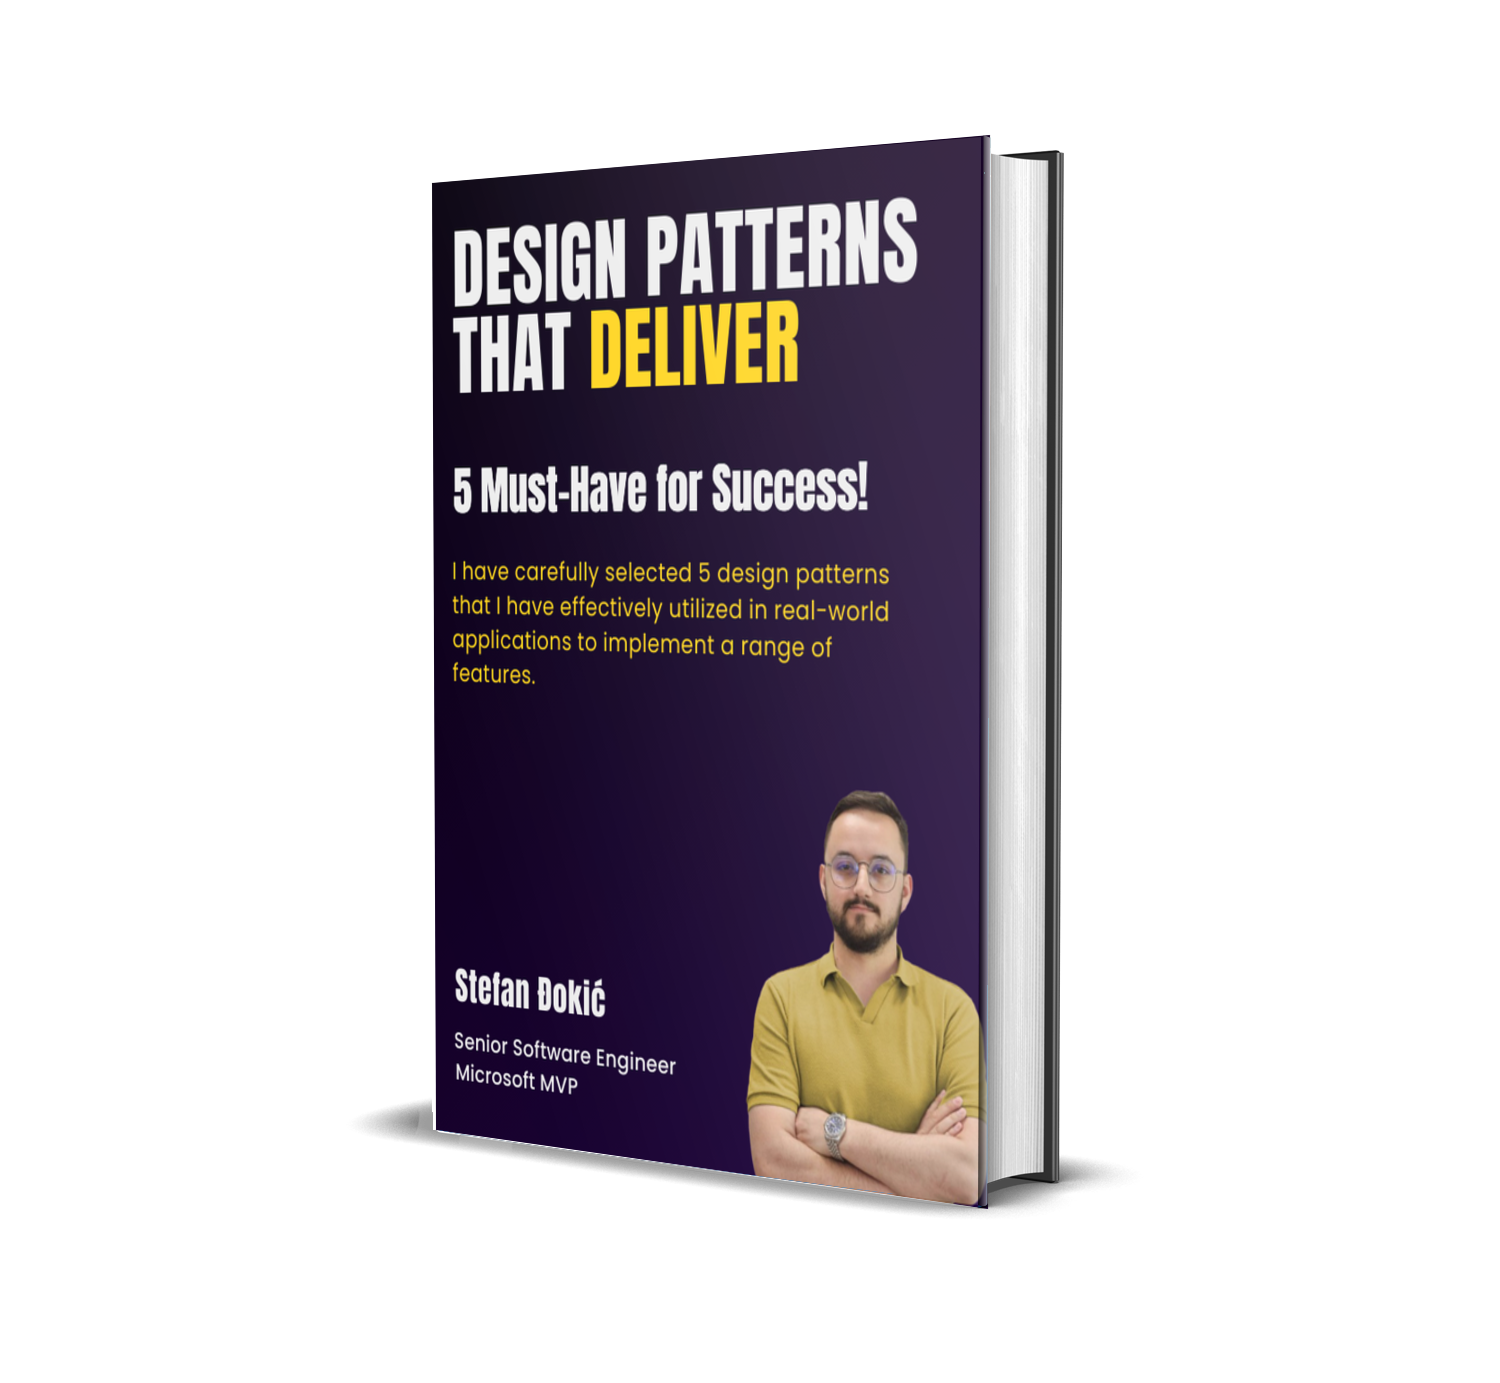 DESIGN PATTERNS
THAT DELIVER
5 Must-Have for Success!
I have carefully selected 5 design patterns
that I have effectively utilized in real-world
applications to implement a range of
features.
Stefan Đokić
Senior Software Engineer
Microsoft MVP